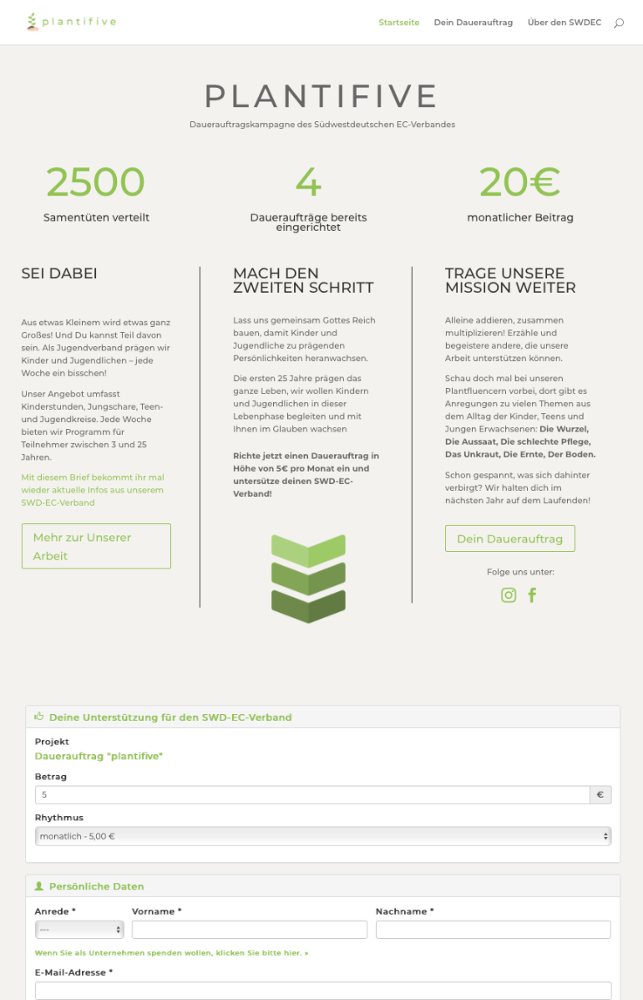 plantifive
Startseite
Dein Dauerauftrag
Über den SWDEC
PLANTIFIVE
Dauerauftragskampagne des Südwestdeutschen EC-Verbandes
2500
Samentüten verteilt
4
Daueraufträge bereits
eingerichtet
20€
monatlicher Beitrag
SEI DABEI
Aus etwas Kleinem wird etwas ganz
Großes! Und Du kannst Teil davon
sein. Als Jugendverband prägen wir
Kinder und Jugendlichen – jede
Woche ein bisschen!
Unser Angebot umfasst
Kinderstunden, Jungschare, Teen-
und Jugendkreise. Jede Woche
bieten wir Programm für
Teilnehmer zwischen 3 und 25
Jahren.
Mit diesem Brief bekommt ihr mal
wieder aktuelle Infos aus unserem
SWD-EC-Verband
Mehr zur Unserer
Arbeit
MACH DEN
ZWEITEN SCHRITT
Lass uns gemeinsam Gottes Reich
bauen, damit Kinder und
Jugendliche zu prägenden
Persönlichkeiten heranwachsen.
Die ersten 25 Jahre prägen das
ganze Leben, wir wollen Kindern
und Jugendlichen in dieser
Lebenphase begleiten und mit
Ihnen im Glauben wachsen
Richte jetzt einen Dauerauftrag in
Höhe von 5€ pro Monat ein und
untersütze deinen SWD-EC-
Verband!
TRAGE UNSERE
MISSION WEITER
Alleine addieren, zusammen
multiplizieren! Erzähle und
begeistere andere, die unsere
Arbeit unterstützen können.
Schau doch mal bei unseren
Plantfluencern vorbei, dort gibt es
Anregungen zu vielen Themen aus
dem Alltag der Kinder, Teens und
Jungen Erwachsenen: Die Wurzel,
Die Aussaat, Die schlechte Pflege,
Das Unkraut, Die Ernte, Der Boden.
Schon gespannt, was sich dahinter
verbirgt? Wir halten dich im
nächsten Jahr auf dem Laufenden!
Dein Dauerauftrag
Folge uns unter:
Deine Unterstützung für den SWD-EC-Verband
Projekt
Dauerauftrag "plantifive"
Betrag
5
€
Rhythmus
monatlich - 5,00 €
Persönliche Daten
Anrede *
Vorname *
Nachname *
---
Wenn Sie als Unternehmen spenden wollen, klicken Sie bitte hier. »
E-Mail-Adresse *